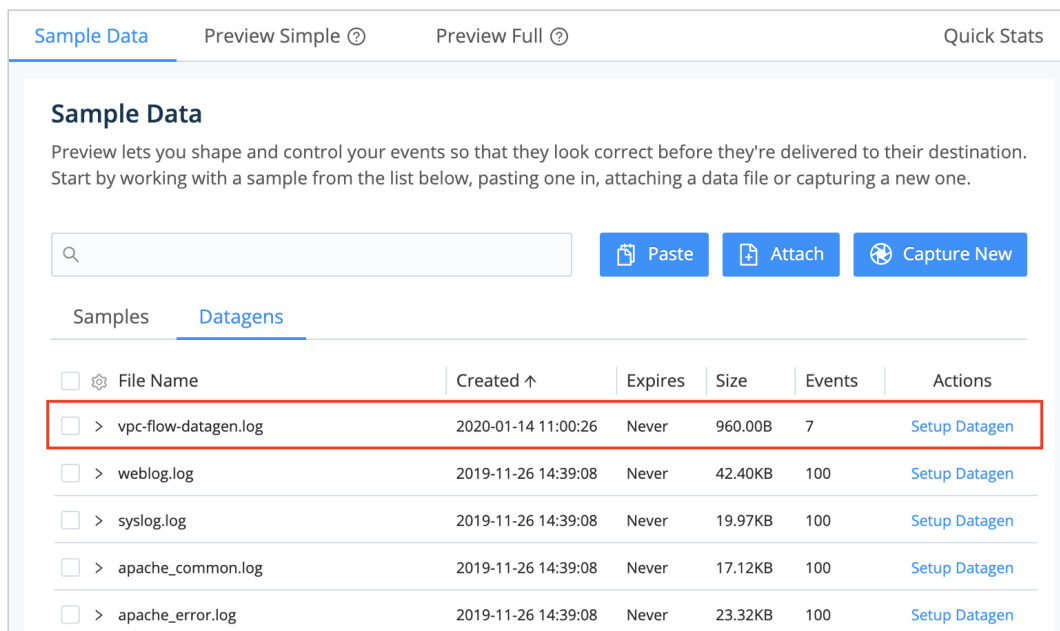 Sample Data Preview Simple Preview Full Quick Stats
Sample Data
Preview lets you shape and control your events so that they look correct before they're delivered to their destination.
Start by working with a sample from the list below, pasting one in, attaching a data file or capturing a new one.
Paste Attach Capture New
Samples Datagens
File Name Created ↑ Expires Size Events Actions
vpc-flow-datagen.log 2020-01-14 11:00:26 Never 960.00B 7 Setup Datagen
weblog.log 2019-11-26 14:39:08 Never 42.40KB 100 Setup Datagen
syslog.log 2019-11-26 14:39:08 Never 19.97KB 100 Setup Datagen
apache_common.log 2019-11-26 14:39:08 Never 17.12KB 100 Setup Datagen
apache_error.log 2019-11-26 14:39:08 Never 23.32KB 100 Setup Datagen